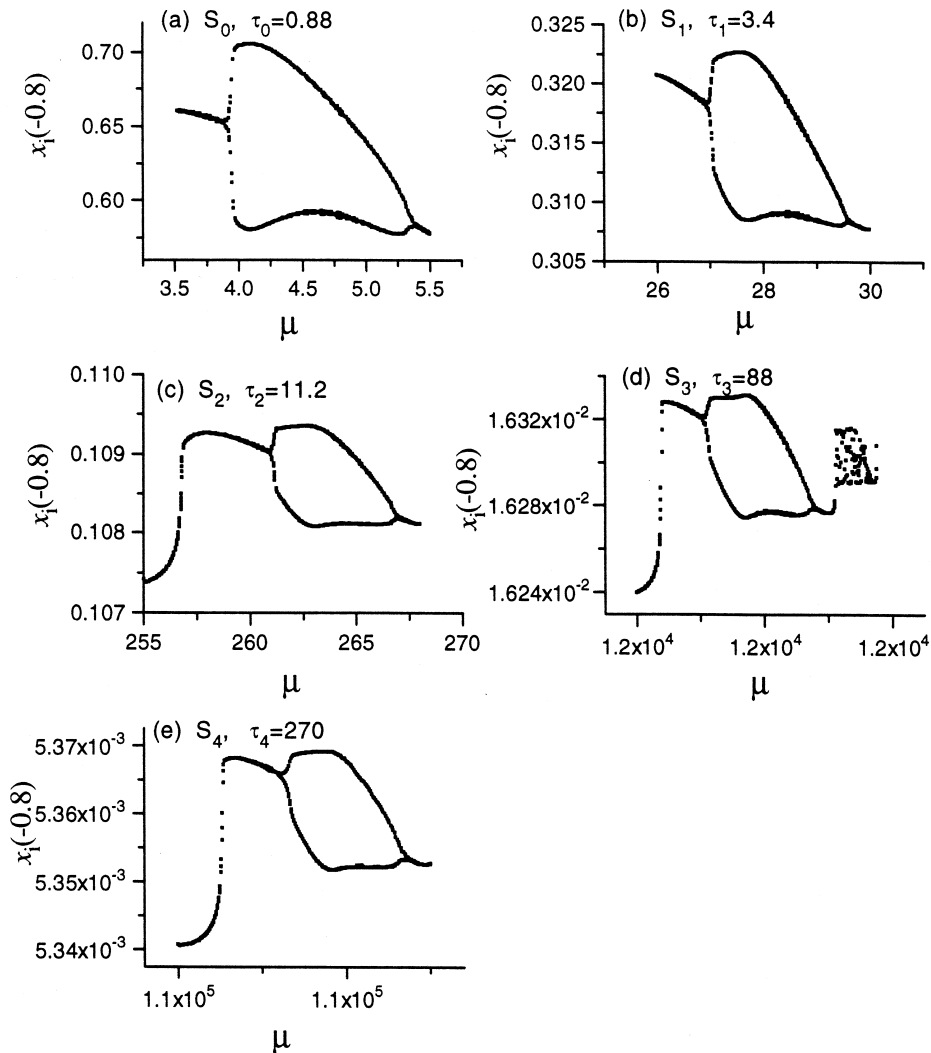 (a) S0, τ0=0.88
0.70
0.65
0.60
xi(-0.8)
3.5 4.0 4.5 5.0 5.5
μ
(b) S1, τ1=3.4
0.325
0.320
0.315
0.310
0.305
xi(-0.8)
26 28 30
μ
(c) S2, τ2=11.2
0.110
0.109
0.108
0.107
xi(-0.8)
255 260 265 270
μ
(d) S3, τ3=88
1.632x10-2
1.628x10-2
1.624x10-2
xi(-0.8)
1.2x104 1.2x104 1.2x104
μ
(e) S4, τ4=270
5.37x10-3
5.36x10-3
5.35x10-3
5.34x10-3
xi(-0.8)
1.1x105 1.1x105
μ